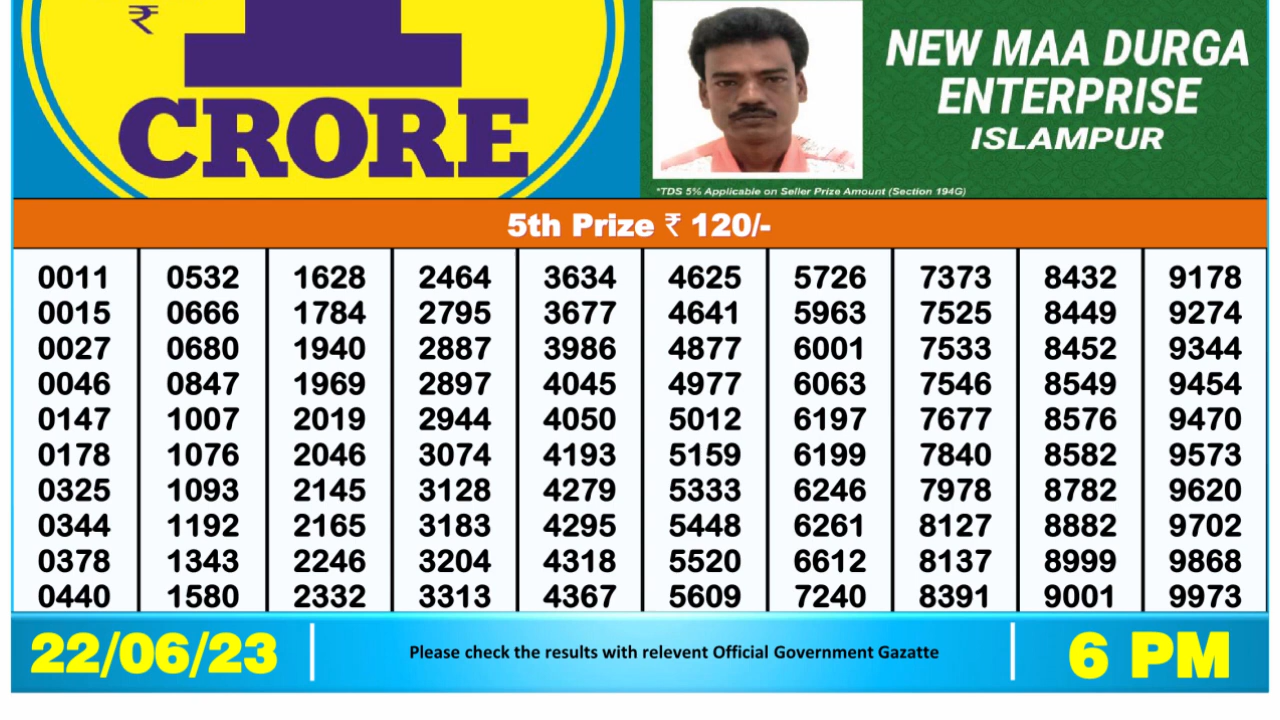 ₹
1
CRORE
NEW MAA DURGA
ENTERPRISE
ISLAMPUR
*TDS 5% Applicable on Seller Prize Amount (Section 194G)
5th Prize ₹ 120/-
0011 0532 1628 2464 3634 4625 5726 7373 8432 9178
0015 0666 1784 2795 3677 4641 5963 7525 8449 9274
0027 0680 1940 2887 3986 4877 6001 7533 8452 9344
0046 0847 1969 2897 4045 4977 6063 7546 8549 9454
0147 1007 2019 2944 4050 5012 6197 7677 8576 9470
0178 1076 2046 3074 4193 5159 6199 7840 8582 9573
0325 1093 2145 3128 4279 5333 6246 7978 8782 9620
0344 1192 2165 3183 4295 5448 6261 8127 8882 9702
0378 1343 2246 3204 4318 5520 6612 8137 8999 9868
0440 1580 2332 3313 4367 5609 7240 8391 9001 9973
22/06/23
Please check the results with relevent Official Government Gazatte
6 PM